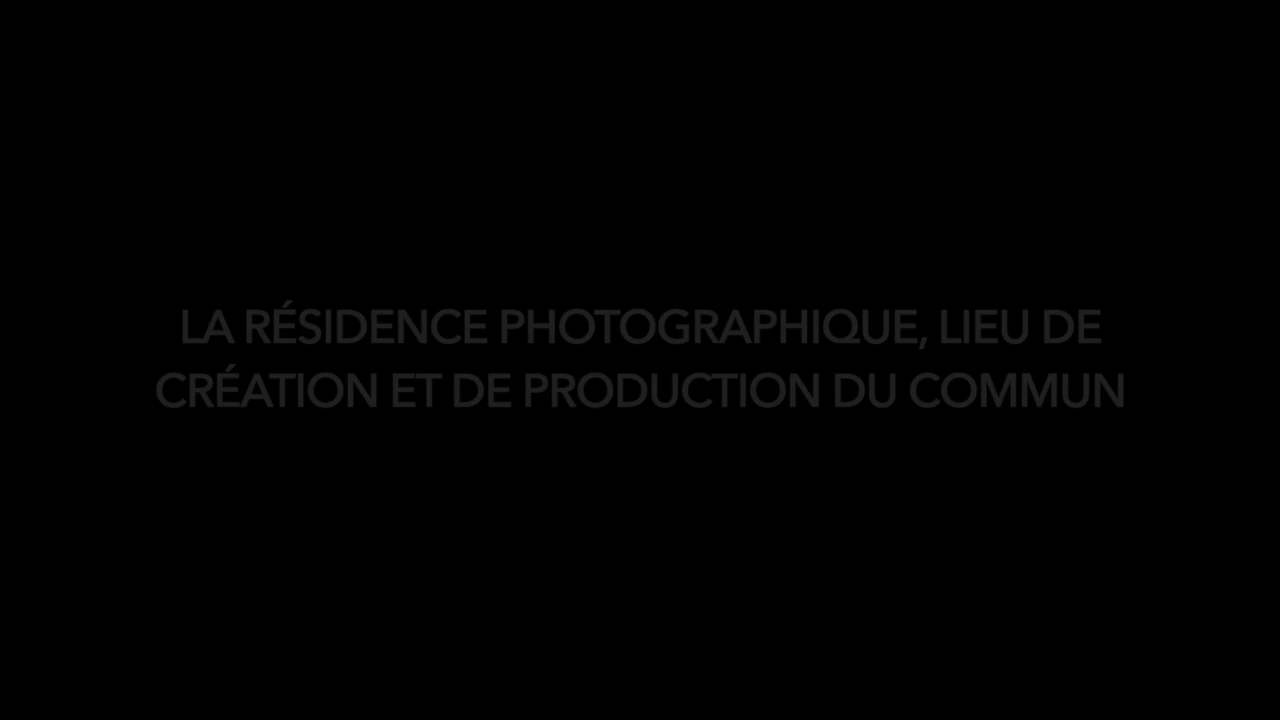 LA RÉSIDENCE PHOTOGRAPHIQUE, LIEU DE
CRÉATION ET DE PRODUCTION DU COMMUN